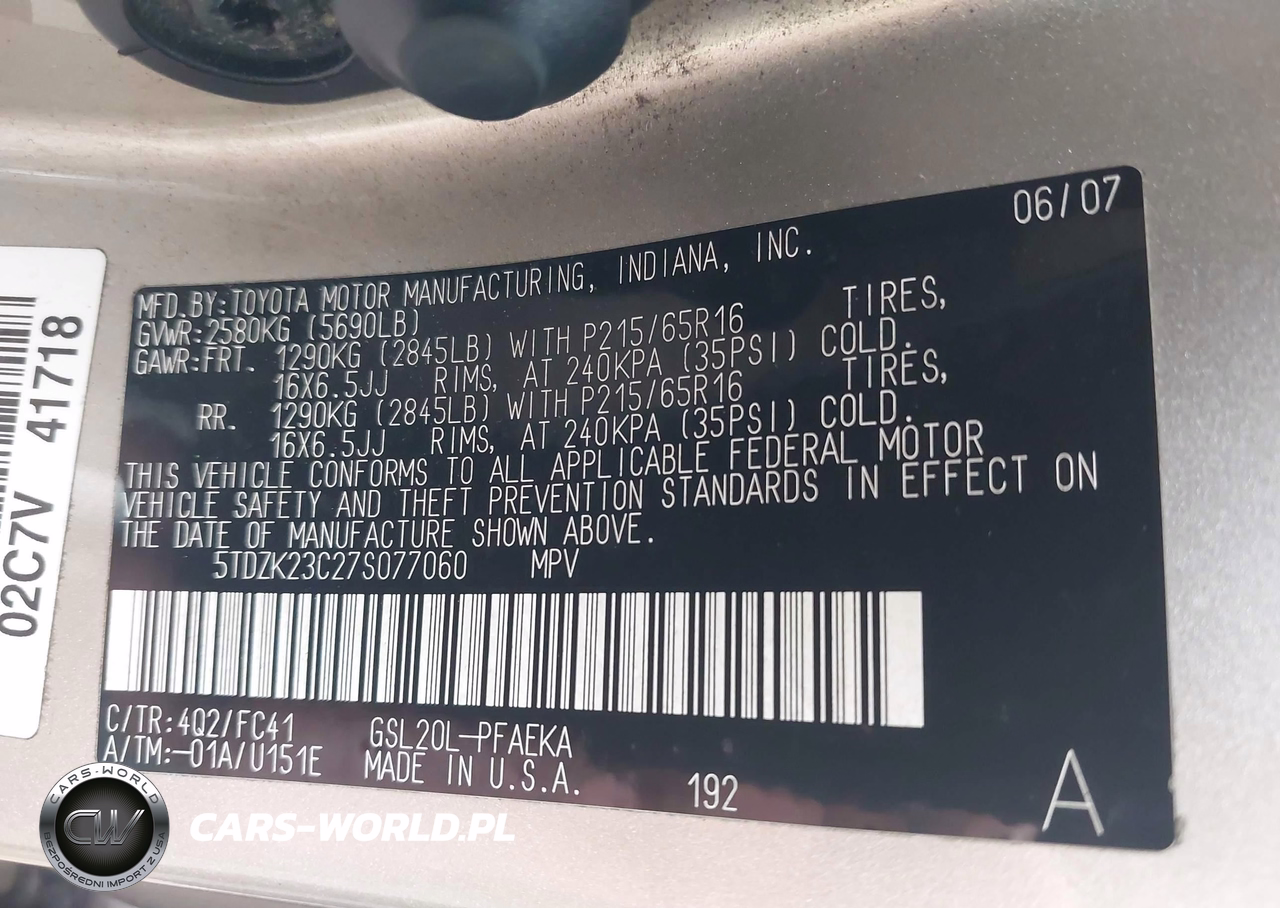 06/07
MFD.BY:TOYOTA MOTOR MANUFACTURING, INDIANA, INC.
GVWR:2580KG (5690LB)
GAWR:FRT. 1290KG (2845LB) WITH P215/65R16 TIRES,
16X6.5JJ RIMS, AT 240KPA (35PSI) COLD.
RR. 1290KG (2845LB) WITH P215/65R16 TIRES,
16X6.5JJ RIMS, AT 240KPA (35PSI) COLD.
THIS VEHICLE CONFORMS TO ALL APPLICABLE FEDERAL MOTOR
VEHICLE SAFETY AND THEFT PREVENTION STANDARDS IN EFFECT ON
THE DATE OF MANUFACTURE SHOWN ABOVE.
5TDZK23C27S077060 MPV
C/TR:4Q2/FC41 GSL20L-PFAEKA
A/TM:-01A/U151E MADE IN U.S.A.
192
A
02C7V 41718
CARS-WORLD
CW
BEZPOŚREDNI IMPORT Z USA
CARS-WORLD.PL